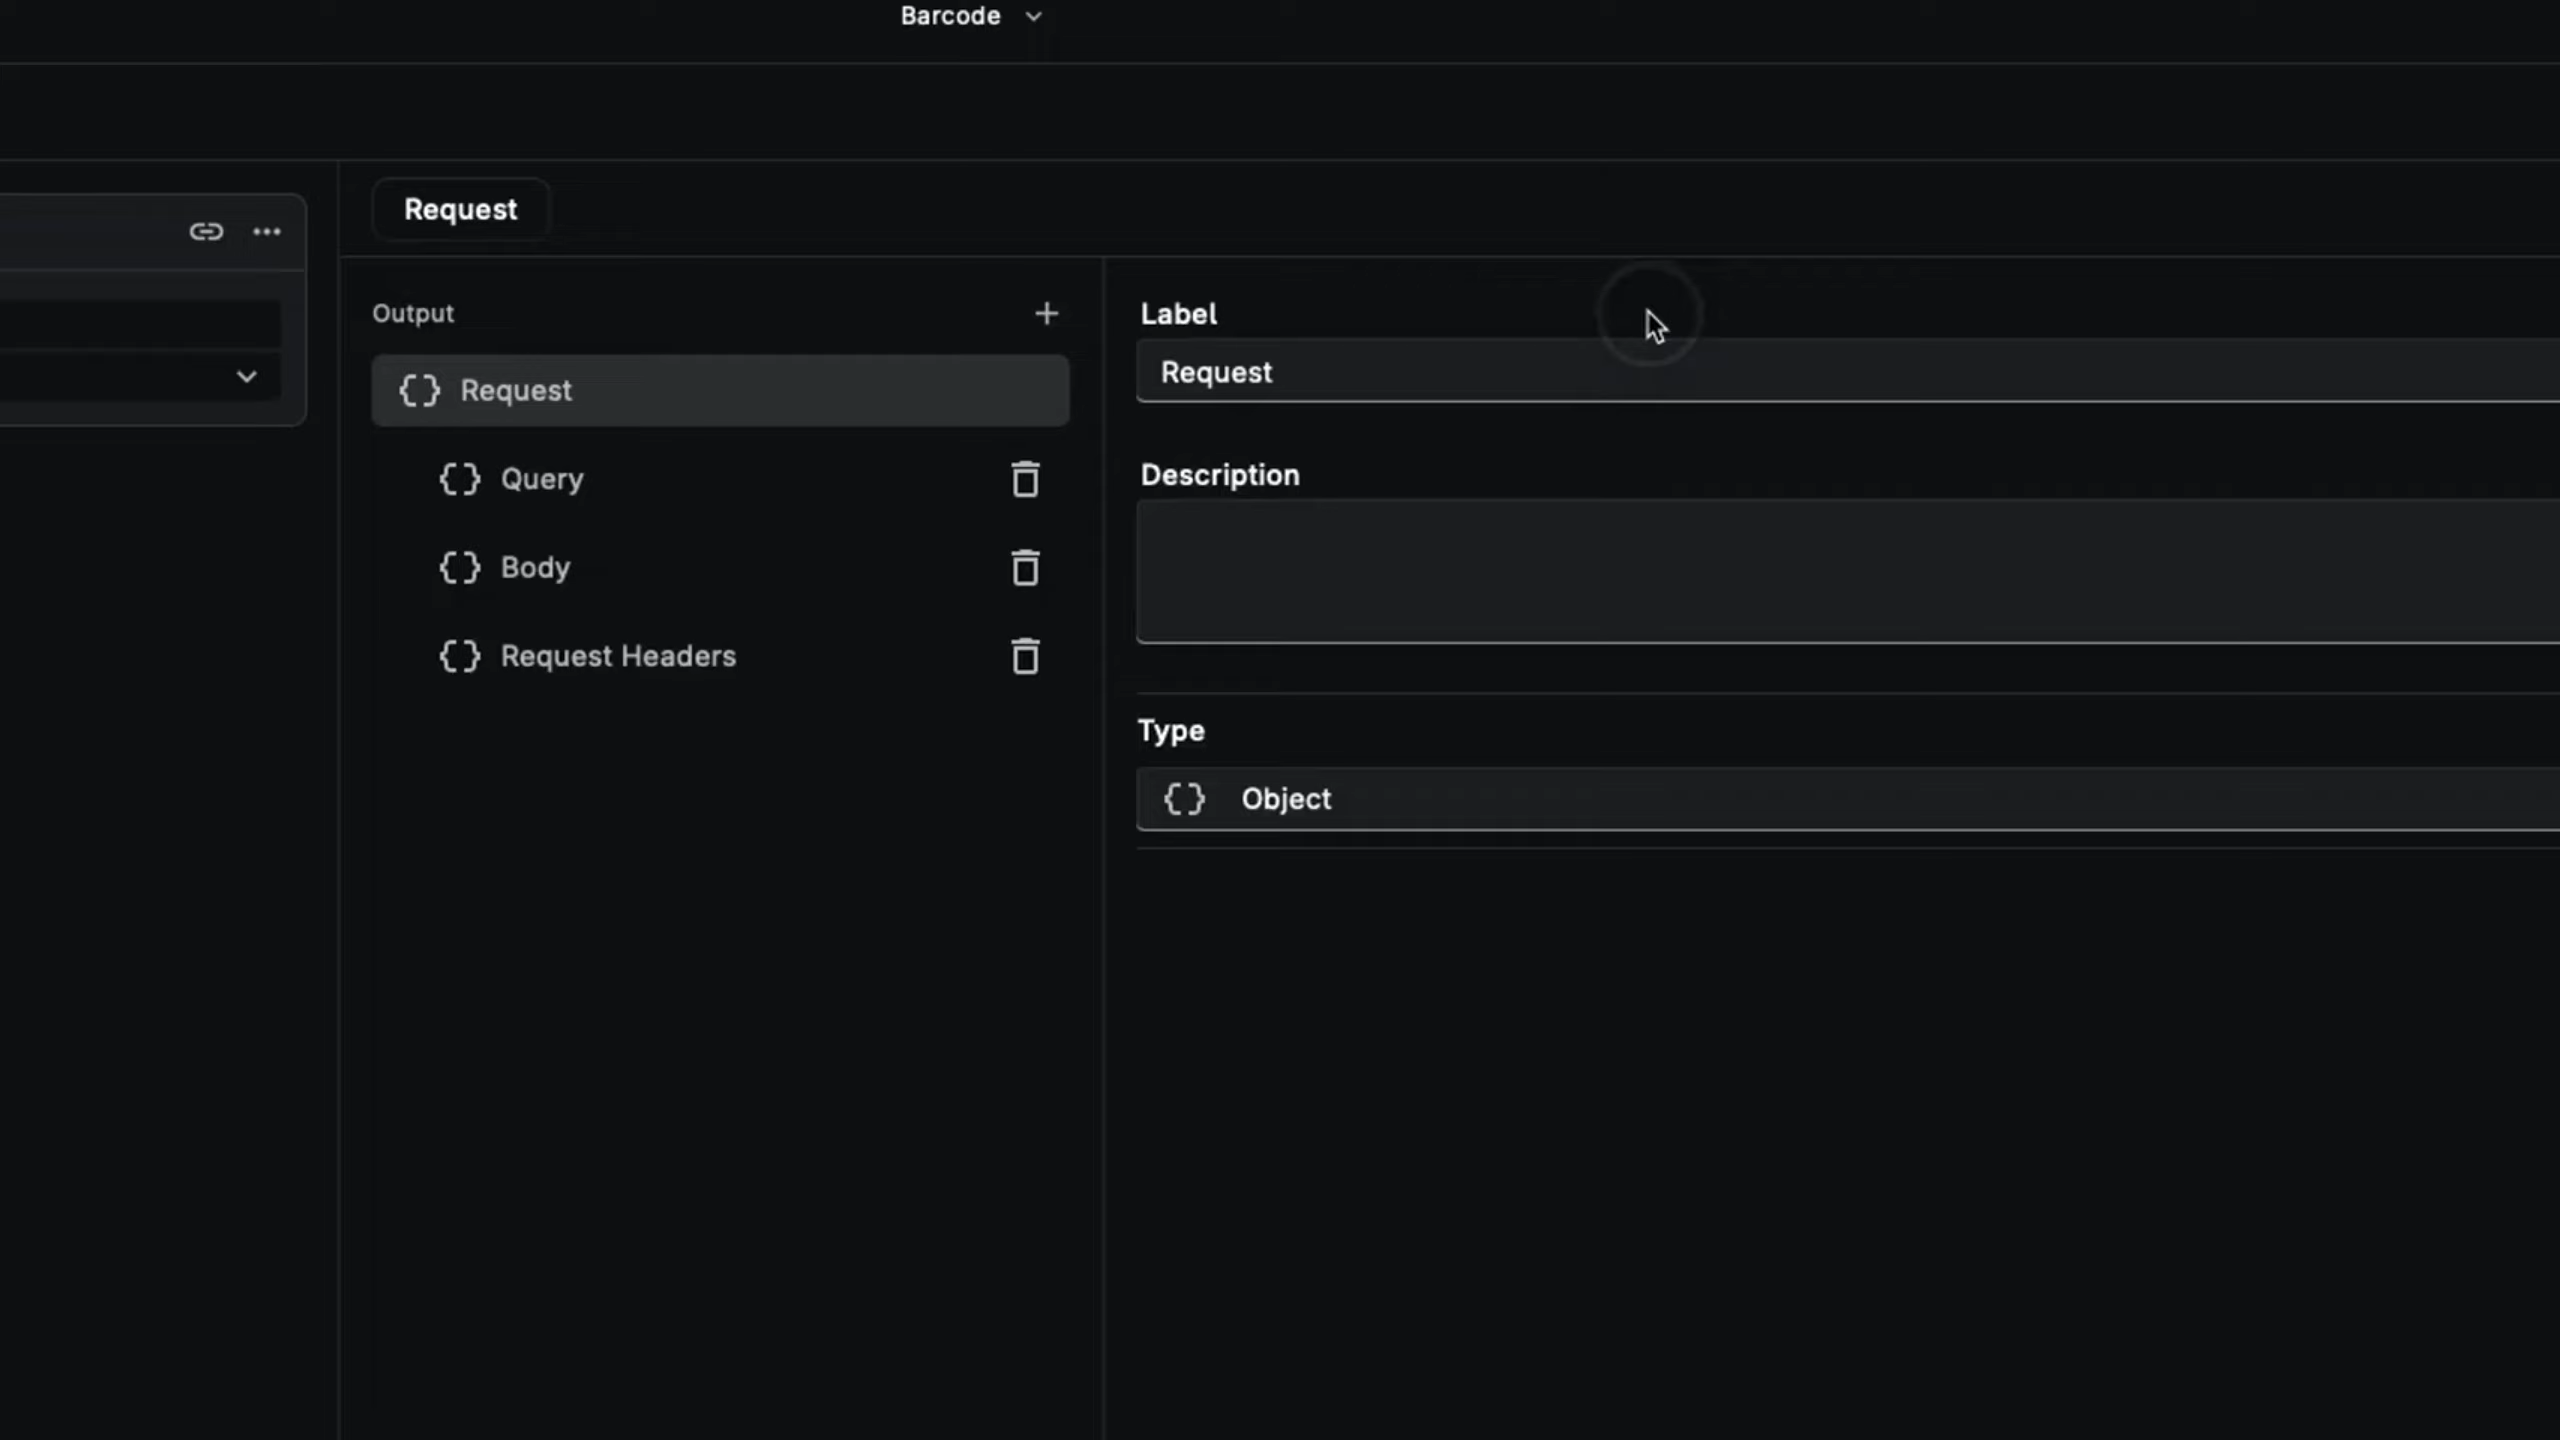 Barcode
Request
Output
Request
Query
Body
Request Headers
Label
Request
Description
Type
Object